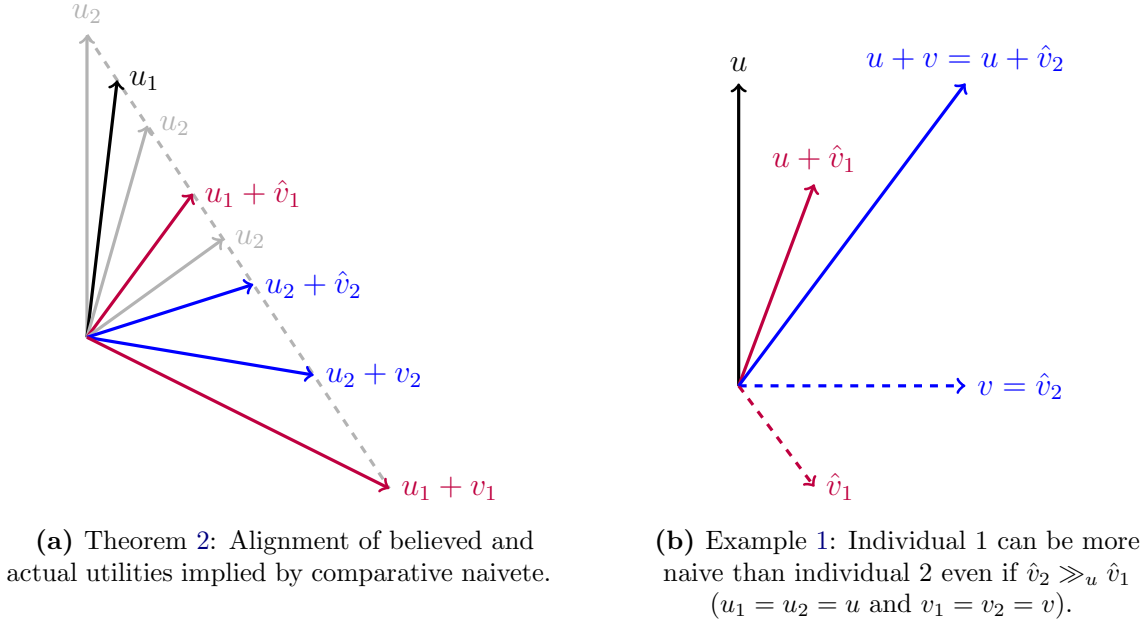 u₂
u₁
u₂
u₁ + v̂₁
u₂
u₂ + v̂₂
u₂ + v₂
u₁ + v₁
(a) Theorem 2: Alignment of believed and
actual utilities implied by comparative naivete.
u
u + v = u + v̂₂
u + v̂₁
v = v̂₂
v̂₁
(b) Example 1: Individual 1 can be more
naive than individual 2 even if v̂₂ ≫ᵤ v̂₁
(u₁ = u₂ = u and v₁ = v₂ = v).